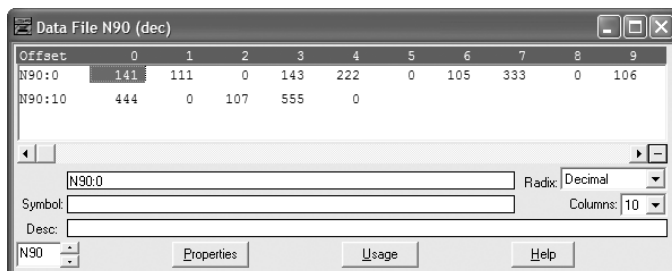 Data File N90 (dec)
Offset 0 1 2 3 4 5 6 7 8 9
N90:0 141 111 0 143 222 0 105 333 0 106
N90:10 444 0 107 555 0
N90:0 Radix: Decimal
Symbol: Columns: 10
Desc:
N90 Properties Usage Help